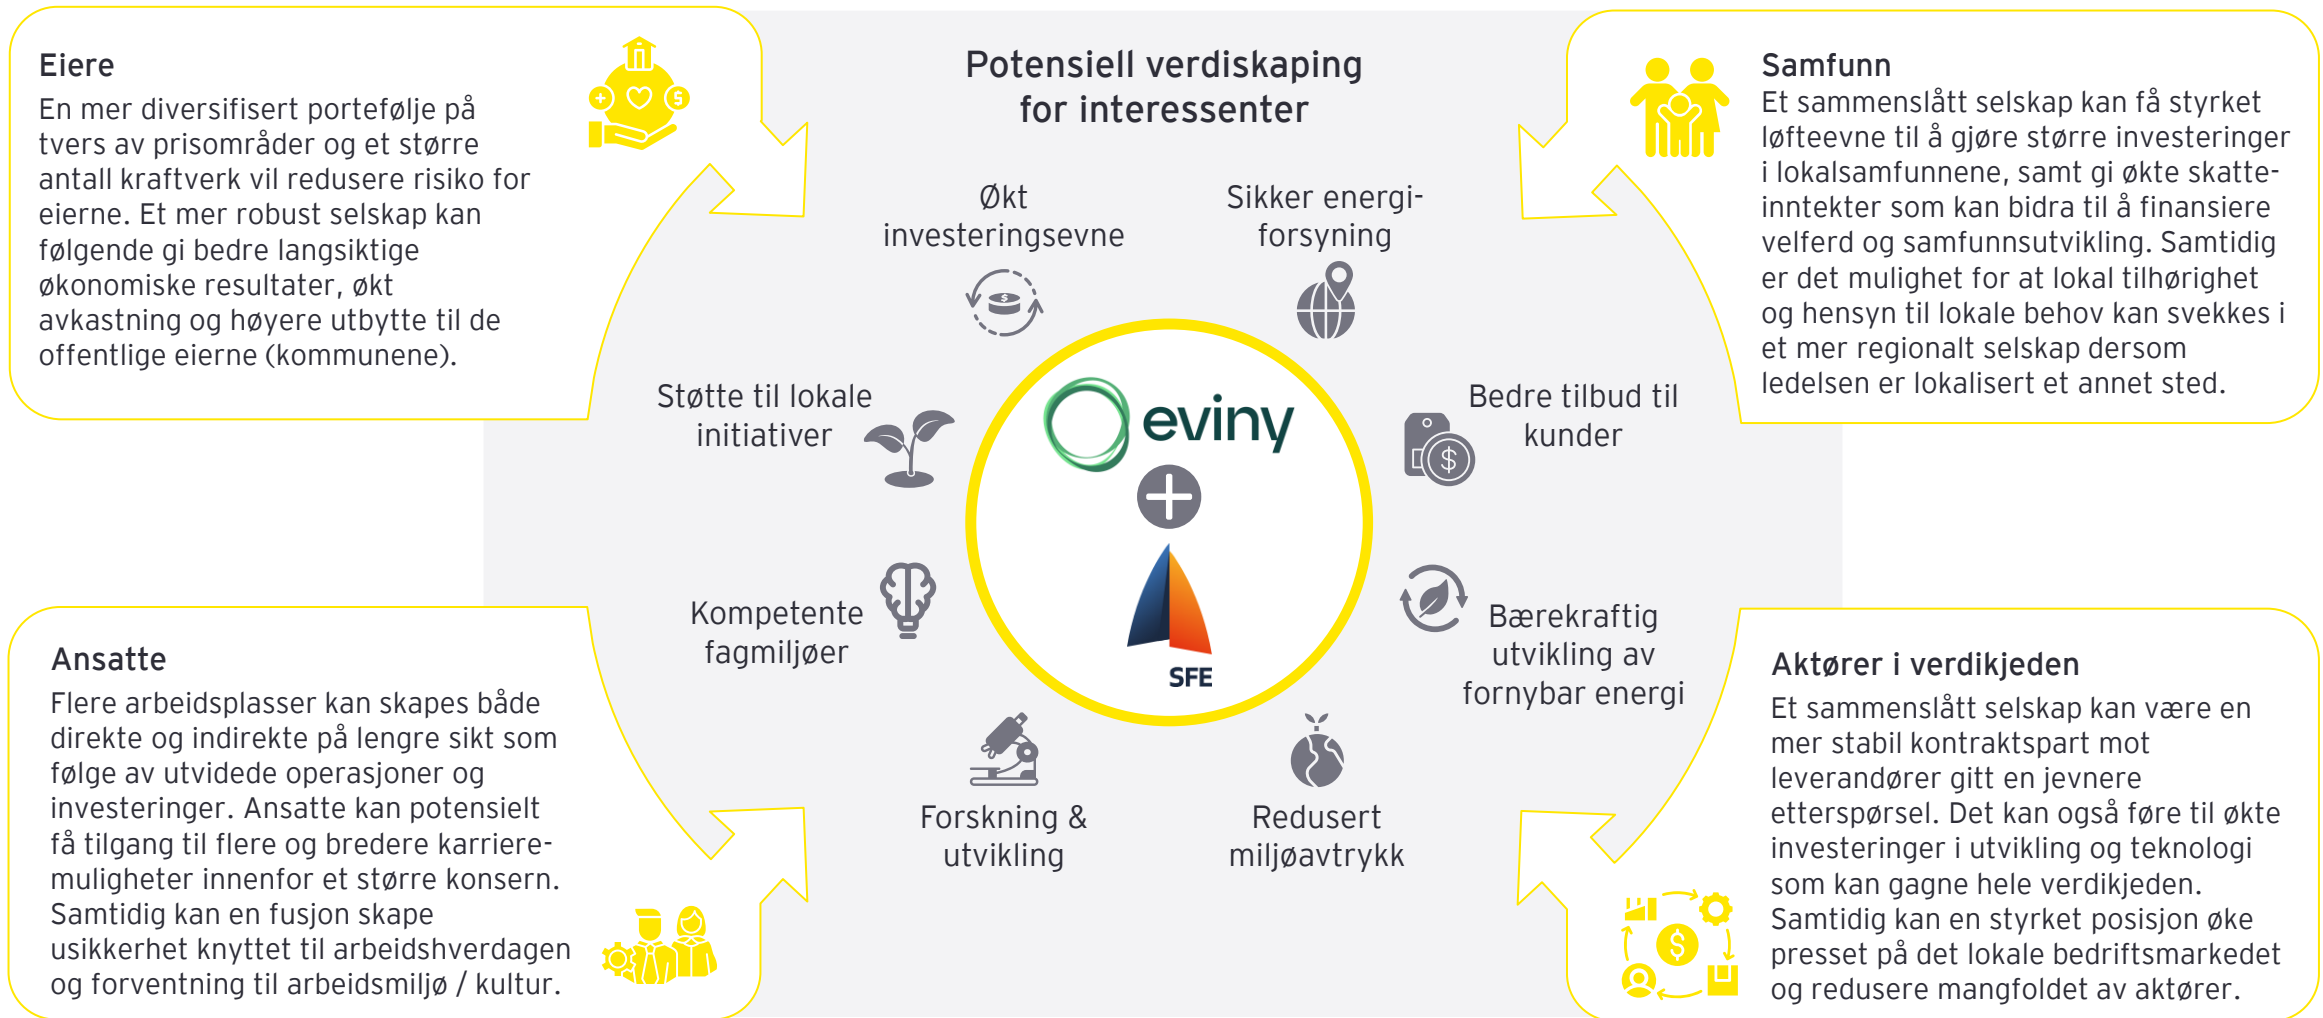 Eiere
En mer diversifisert portefølje på
tvers av prisområder og et større
antall kraftverk vil redusere risiko for
eierne. Et mer robust selskap kan
følgende gi bedre langsiktige
økonomiske resultater, økt
avkastning og høyere utbytte til de
offentlige eierne (kommunene).
Potensiell verdiskaping
for interessenter
Samfunn
Et sammenslått selskap kan få styrket
løfteevne til å gjøre større investeringer
i lokalsamfunnene, samt gi økte skatte-
inntekter som kan bidra til å finansiere
velferd og samfunnsutvikling. Samtidig
er det mulighet for at lokal tilhørighet
og hensyn til lokale behov kan svekkes i
et mer regionalt selskap dersom
ledelsen er lokalisert et annet sted.
Økt
investeringsevne
Sikker energi-
forsyning
Støtte til lokale
initiativer
eviny
Bedre tilbud til
kunder
Kompetente
fagmiljøer
SFE
Bærekraftig
utvikling av
fornybar energi
Forskning &
utvikling
Redusert
miljøavtrykk
Ansatte
Flere arbeidsplasser kan skapes både
direkte og indirekte på lengre sikt som
følge av utvidede operasjoner og
investeringer. Ansatte kan potensielt
få tilgang til flere og bredere karriere-
muligheter innenfor et større konsern.
Samtidig kan en fusjon skape
usikkerhet knyttet til arbeidshverdagen
og forventning til arbeidsmiljø / kultur.
Aktører i verdikjeden
Et sammenslått selskap kan være en
mer stabil kontraktspart mot
leverandører gitt en jevnere
etterspørsel. Det kan også føre til økte
investeringer i utvikling og teknologi
som kan gagne hele verdikjeden.
Samtidig kan en styrket posisjon øke
presset på det lokale bedriftsmarkedet
og redusere mangfoldet av aktører.